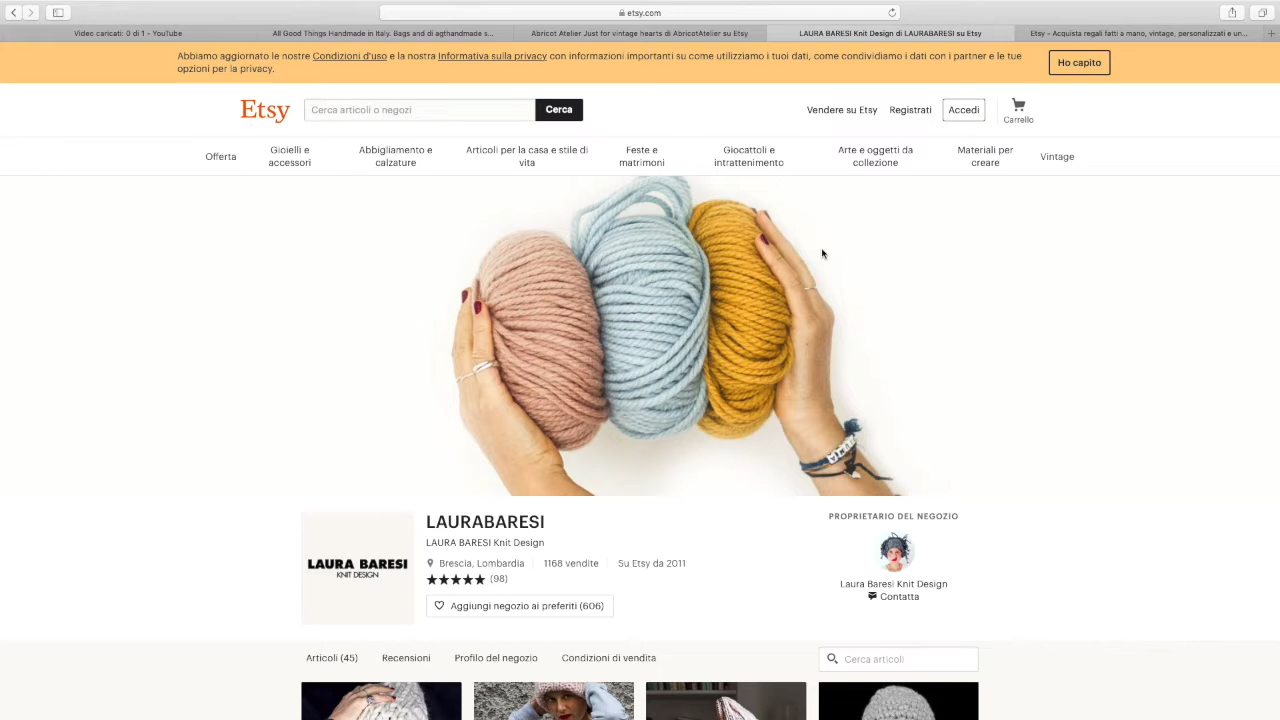 etsy.com
Video caricati: 0 di 1 – YouTube
All Good Things Handmade in Italy. Bags and di agthandmade s...
Abricot Atelier Just for vintage hearts di AbricotAtelier su Etsy
LAURA BARESI Knit Design di LAURABARESI su Etsy
Etsy - Acquista regali fatti a mano, vintage, personalizzati e un...
Abbiamo aggiornato le nostre Condizioni d'uso e la nostra Informativa sulla privacy con informazioni importanti su come utilizziamo i tuoi dati, come condividiamo i dati con i partner e le tue
opzioni per la privacy.
Ho capito
Etsy
Cerca articoli o negozi
Cerca
Vendere su Etsy
Registrati
Accedi
Carrello
Offerta
Gioielli e
accessori
Abbigliamento e
calzature
Articoli per la casa e stile di
vita
Feste e
matrimoni
Giocattoli e
intrattenimento
Arte e oggetti da
collezione
Materiali per
creare
Vintage
LAURA BARESI
KNIT DESIGN
LAURABARESI
LAURA BARESI Knit Design
Brescia, Lombardia
1168 vendite
Su Etsy da 2011
(98)
Aggiungi negozio ai preferiti (606)
PROPRIETARIO DEL NEGOZIO
Laura Baresi Knit Design
Contatta
Articoli (45)
Recensioni
Profilo del negozio
Condizioni di vendita
Cerca articoli